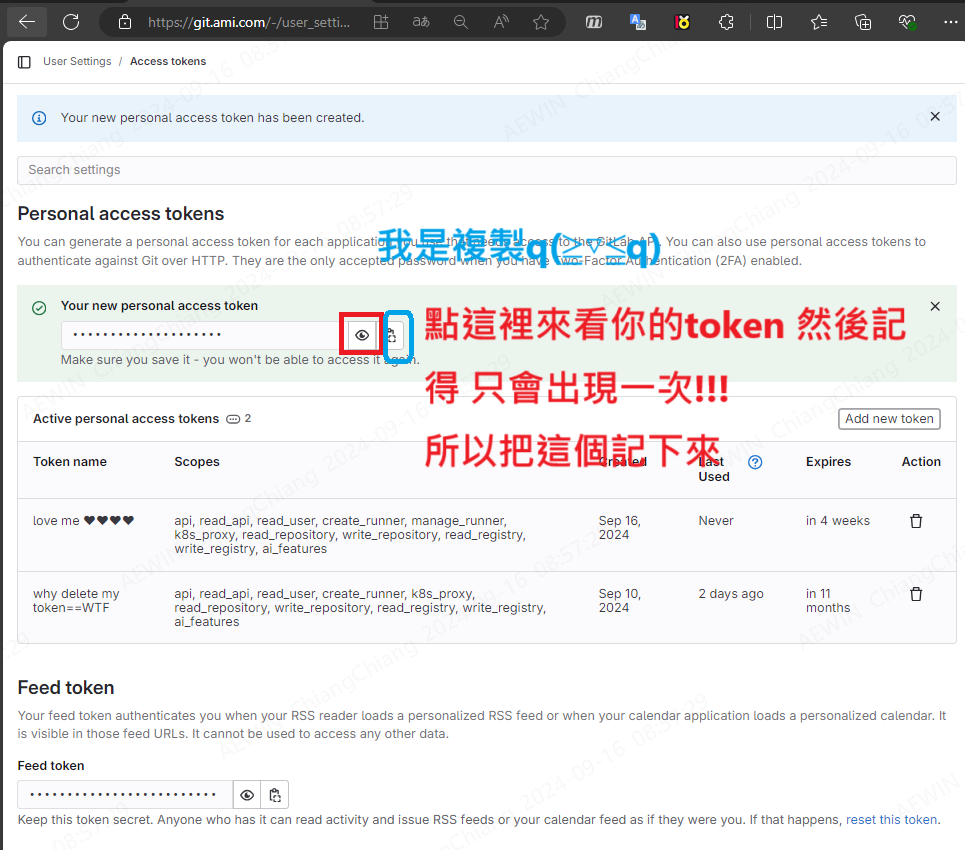 https://git.ami.com/-/user_setti...
User Settings / Access tokens
Your new personal access token has been created.
Search settings
Personal access tokens
You can generate a personal access token for each application you use that needs access to the GitLab API. You can also use personal access tokens to
authenticate against Git over HTTP. They are the only accepted password when you have Two-Factor Authentication (2FA) enabled.
我是複製q(≧▽≦q)
Your new personal access token
••••••••••••••••••••
Make sure you save it - you won't be able to access it again.
點這裡來看你的token 然後記
得 只會出現一次!!!
所以把這個記下來
Active personal access tokens 2
Add new token
Token name Scopes Created Last Used Expires Action
love me ♥♥♥♥ api, read_api, read_user, create_runner, manage_runner, Sep 16, Never in 4 weeks
k8s_proxy, read_repository, write_repository, read_registry, 2024
write_registry, ai_features
why delete my api, read_api, read_user, create_runner, k8s_proxy, Sep 10, 2 days ago in 11
token==WTF read_repository, write_repository, read_registry, write_registry, 2024 months
ai_features
Feed token
Your feed token authenticates you when your RSS reader loads a personalized RSS feed or when your calendar application loads a personalized calendar. It
is visible in those feed URLs. It cannot be used to access any other data.
Feed token
•••••••••••••••••••••••••
Keep this token secret. Anyone who has it can read activity and issue RSS feeds or your calendar feed as if they were you. If that happens, reset this token.
AEWIN ChiangChiang 2024-09-16 08:57:29